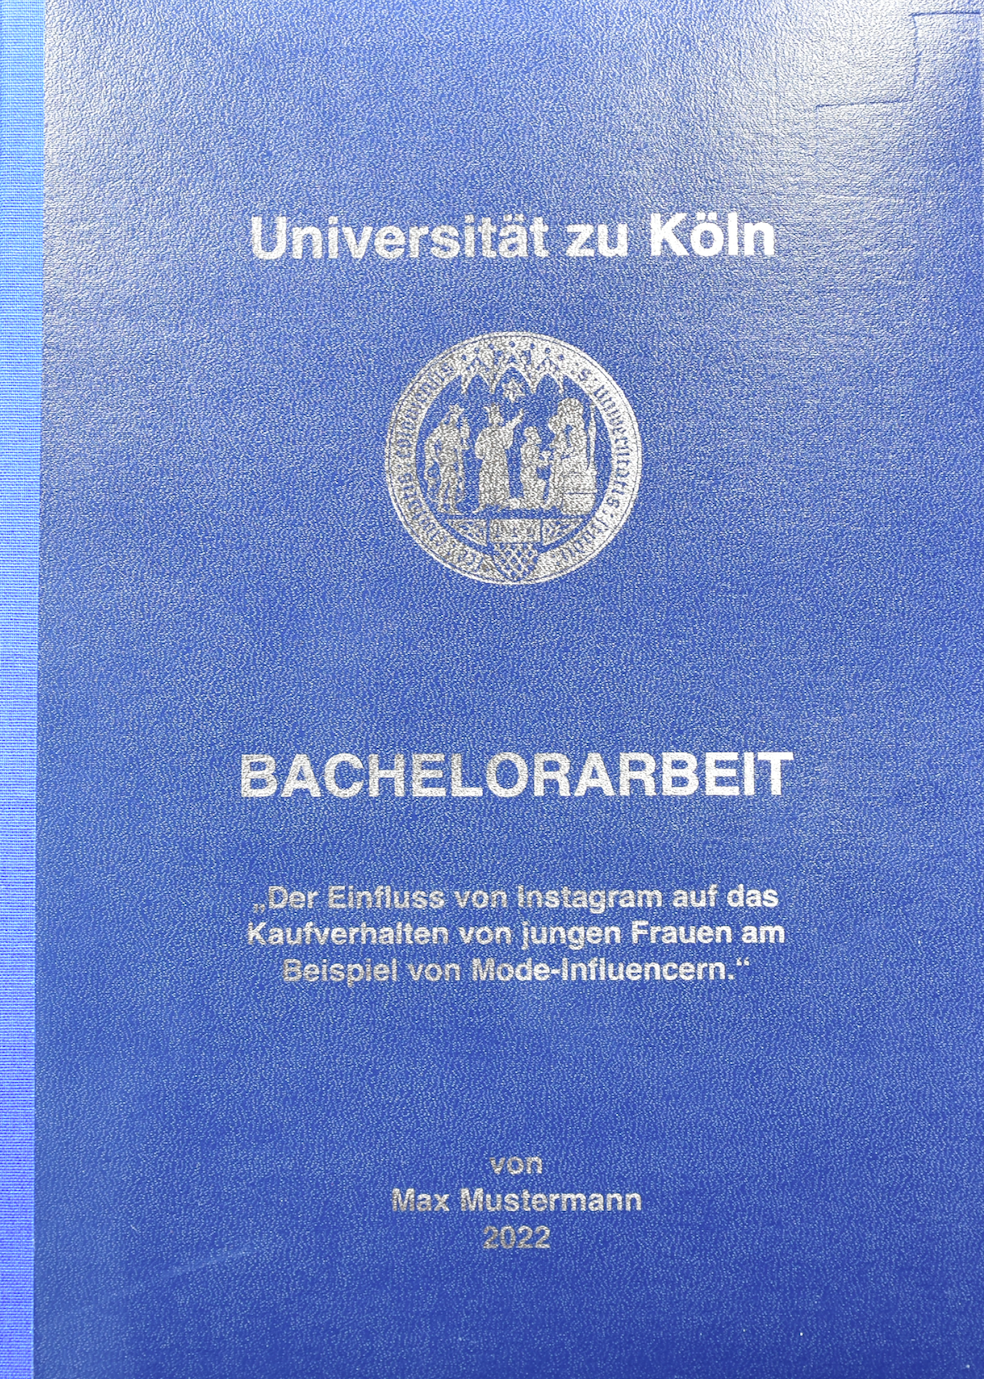 Universität zu Köln
BACHELORARBEIT
„Der Einfluss von Instagram auf das
Kaufverhalten von jungen Frauen am
Beispiel von Mode-Influencern.“
von
Max Mustermann
2022